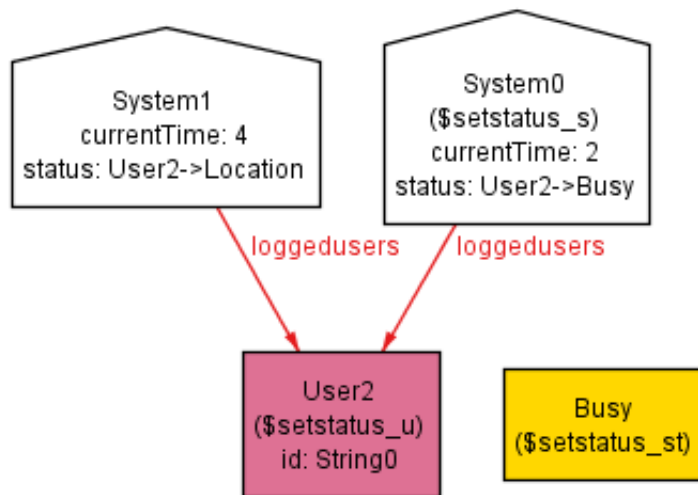 System1
currentTime: 4
status: User2->Location
System0
($setstatus_s)
currentTime: 2
status: User2->Busy
loggedusers
loggedusers
User2
($setstatus_u)
id: String0
Busy
($setstatus_st)